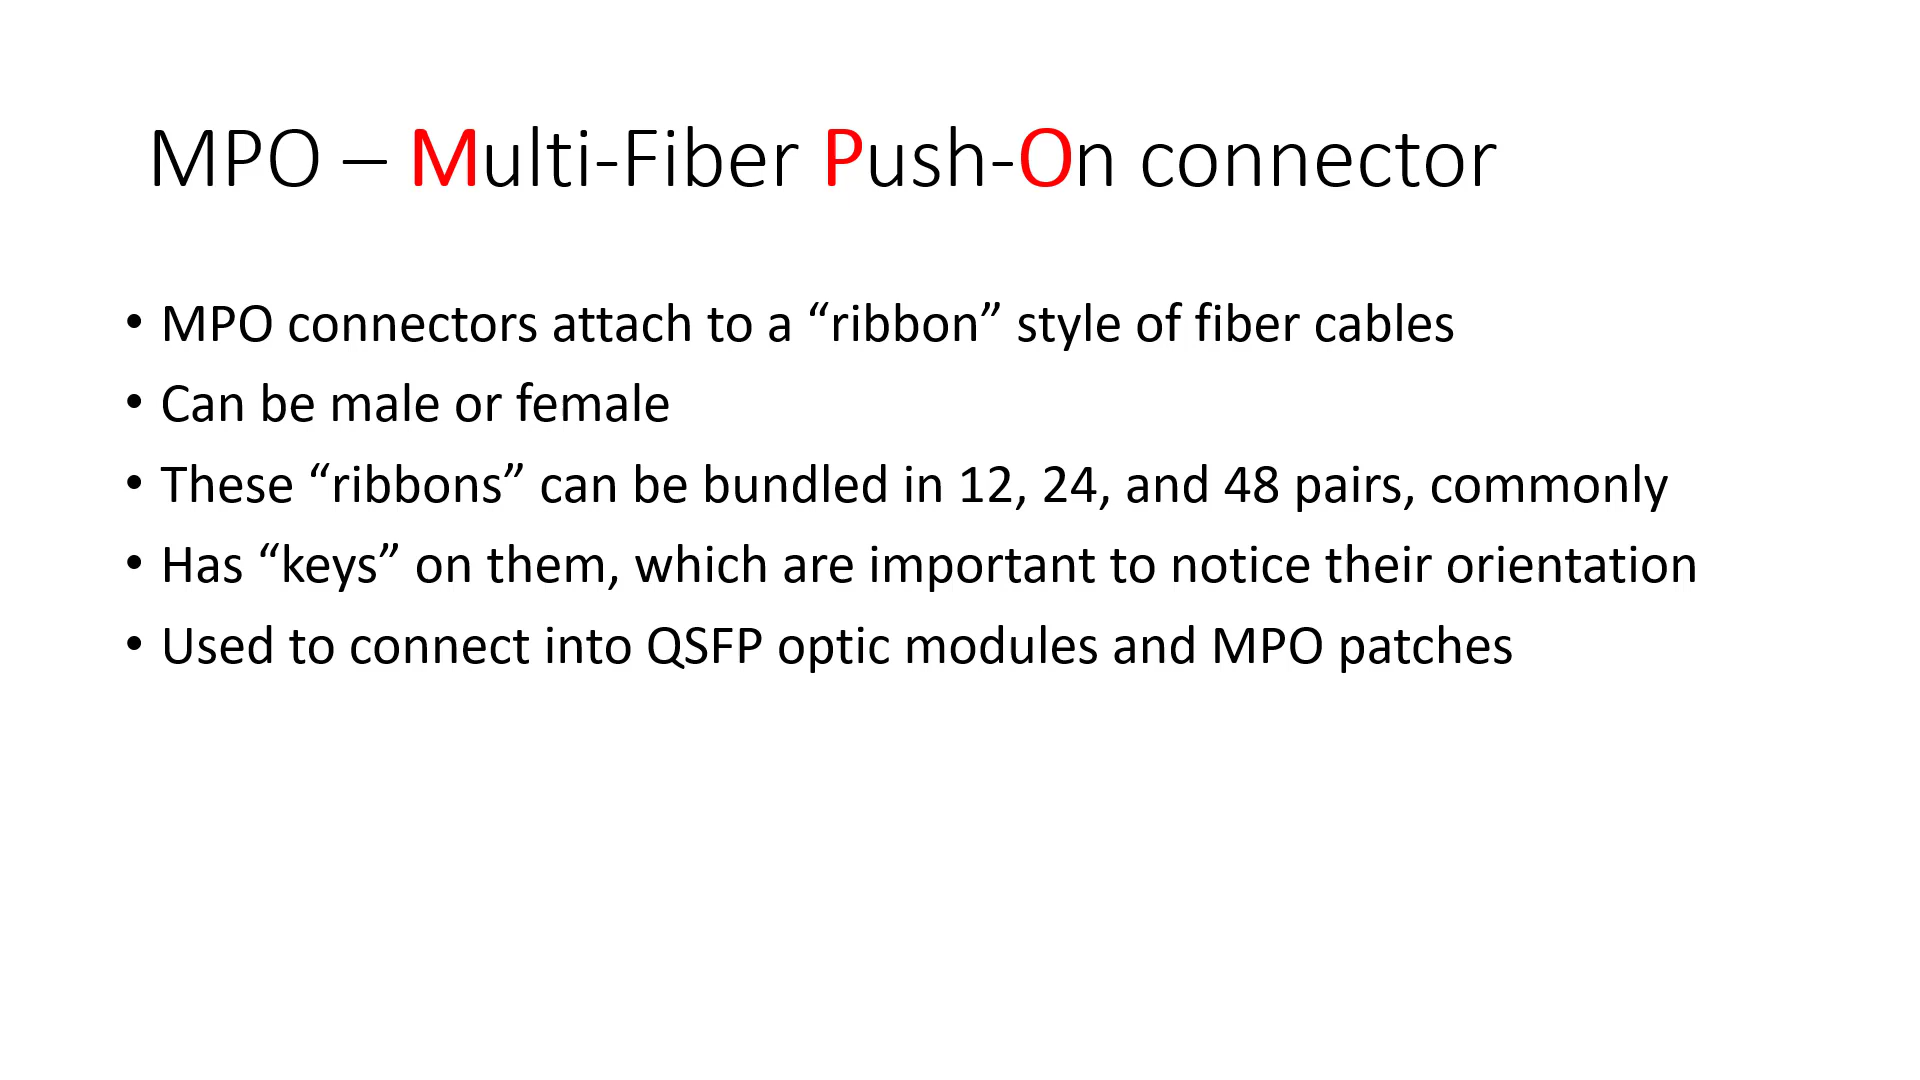 MPO – Multi-Fiber Push-On connector
• MPO connectors attach to a “ribbon” style of fiber cables
• Can be male or female
• These “ribbons” can be bundled in 12, 24, and 48 pairs, commonly
• Has “keys” on them, which are important to notice their orientation
• Used to connect into QSFP optic modules and MPO patches